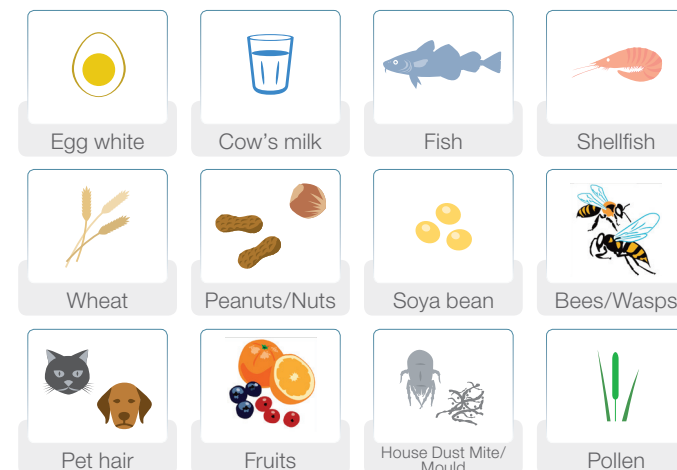 Egg white
Cow's milk
Fish
Shellfish
Wheat
Peanuts/Nuts
Soya bean
Bees/Wasps
Pet hair
Fruits
House Dust Mite/
Mould
Pollen